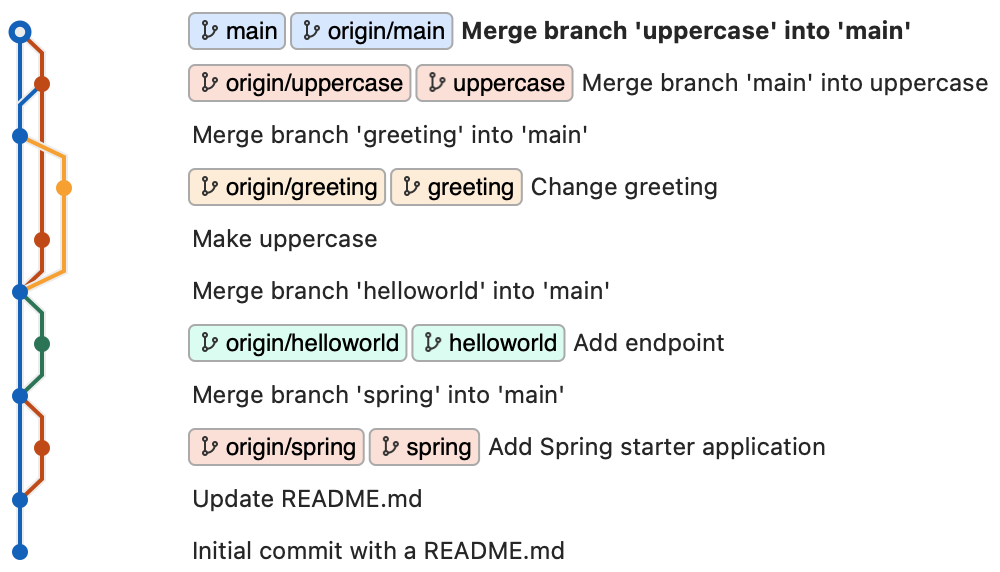 main origin/main Merge branch 'uppercase' into 'main'
origin/uppercase uppercase Merge branch 'main' into uppercase
Merge branch 'greeting' into 'main'
origin/greeting greeting Change greeting
Make uppercase
Merge branch 'helloworld' into 'main'
origin/helloworld helloworld Add endpoint
Merge branch 'spring' into 'main'
origin/spring spring Add Spring starter application
Update README.md
Initial commit with a README.md